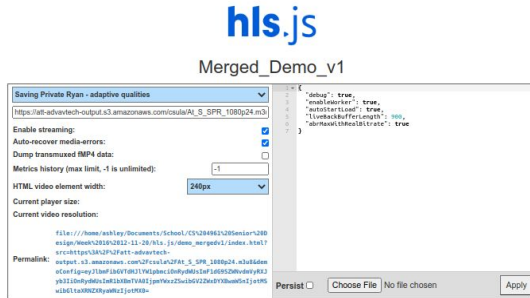 hls.js
Merged_Demo_v1
Saving Private Ryan - adaptive qualities
https://att-advavtech-output.s3.amazonaws.com/csula/At_S_SPR_1080p24.m3u
Enable streaming:
Auto-recover media-errors:
Dump transmuxed fMP4 data:
Metrics history (max limit, -1 is unlimited): -1
HTML video element width: 240px
Current player size:
Current video resolution:
file:///home/ashley/Documents/School/CS%204961%20Senior%20D
esign/Week%2016%2012-11-20/hls.js/demo_mergedv1/index.html?
src=https%3A%2F%2Fatt-advavtech-
output.s3.amazonaws.com%2Fcsula%2FAt_S_SPR_1080p24.m3u8&dem
Permalink:
1 {
2 "debug": true,
3 "enableWorker": true,
4 "autoStartLoad": true,
5 "liveBackBufferLength": 900,
6 "abrMaxWithRealBitrate": true
7 }
Persist Choose File No file chosen Apply